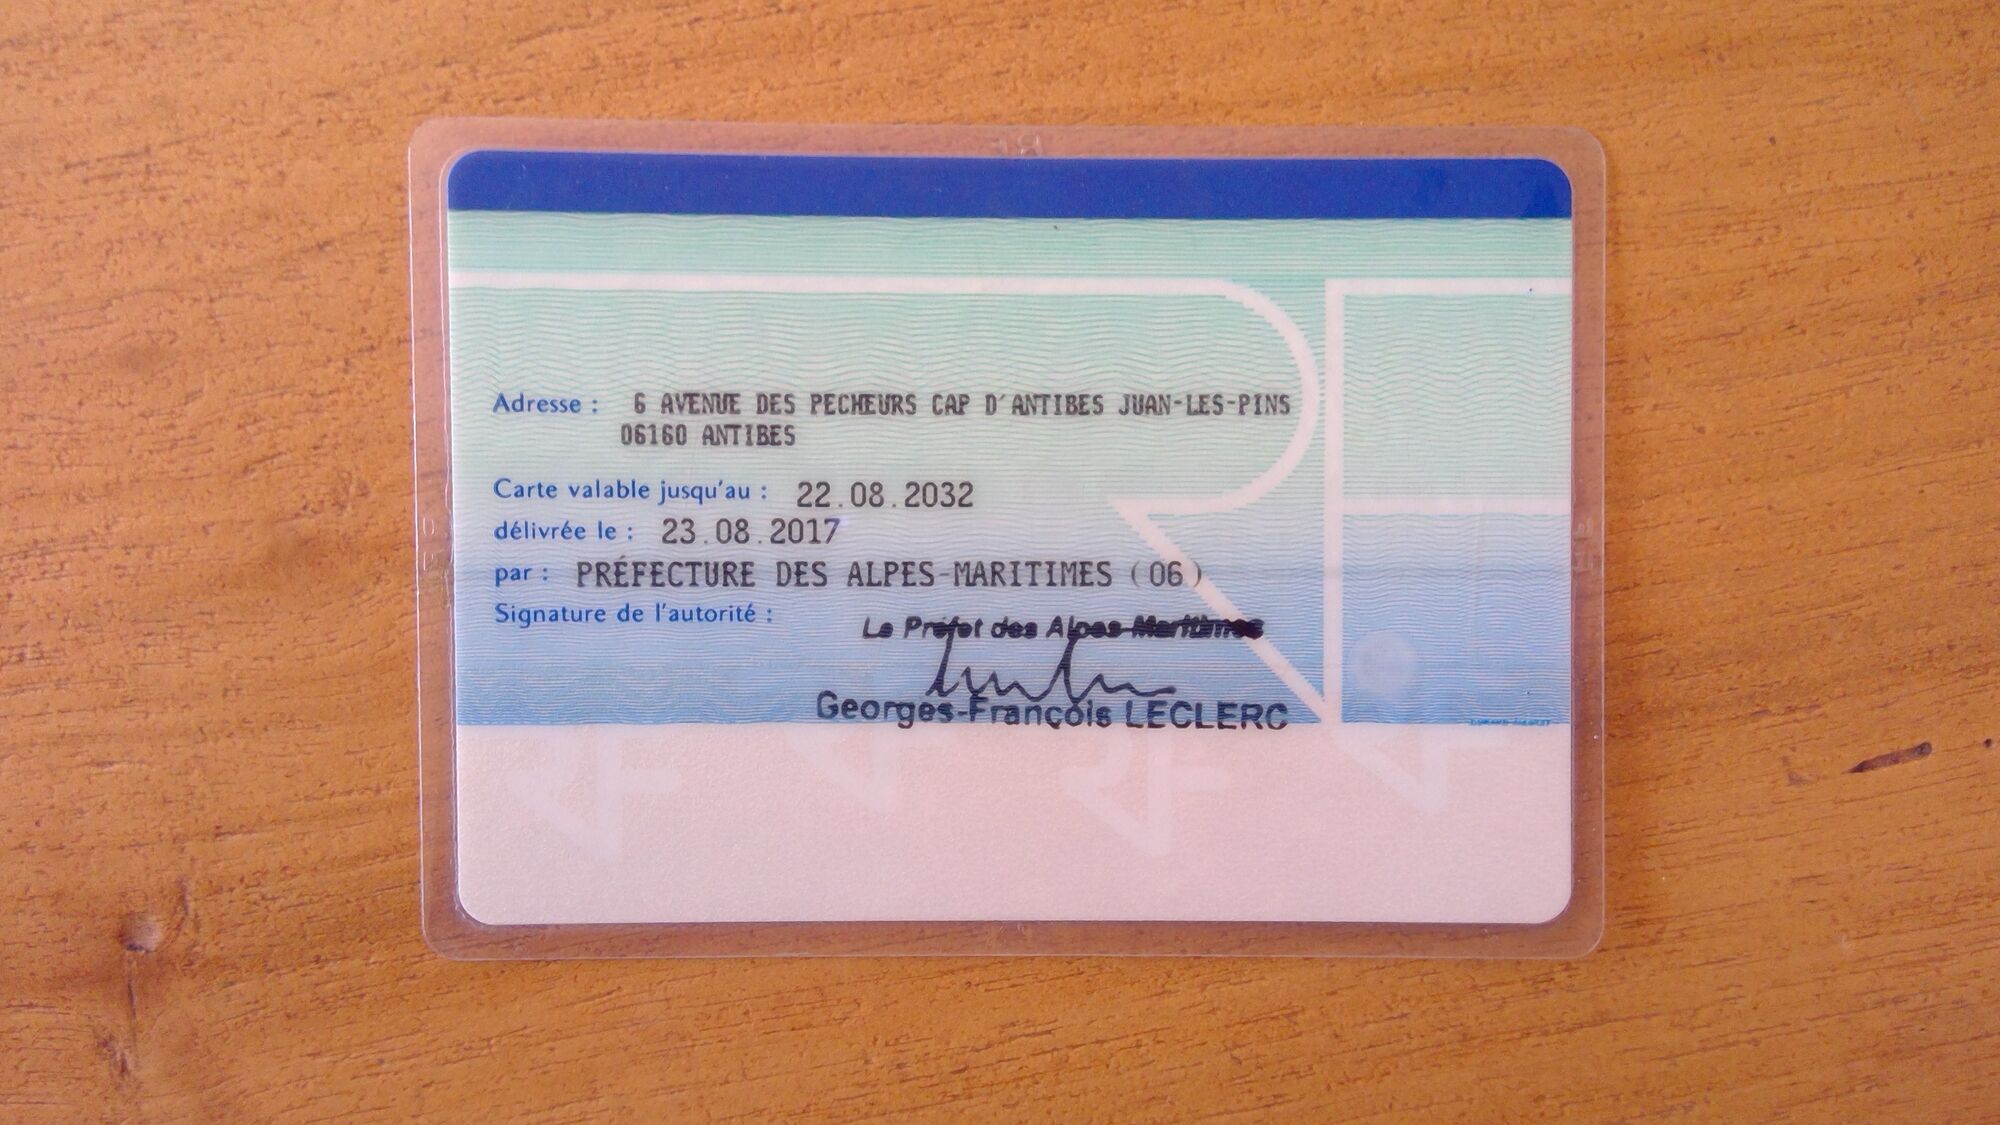 Adresse : 6 AVENUE DES PECHEURS CAP D'ANTIBES JUAN-LES-PINS
06160 ANTIBES
Carte valable jusqu'au : 22.08.2032
délivrée le : 23.08.2017
par : PRÉFECTURE DES ALPES-MARITIMES (06)
Signature de l'autorité :
Le Préfet des Alpes-Maritimes
Georges-François LECLERC
RF